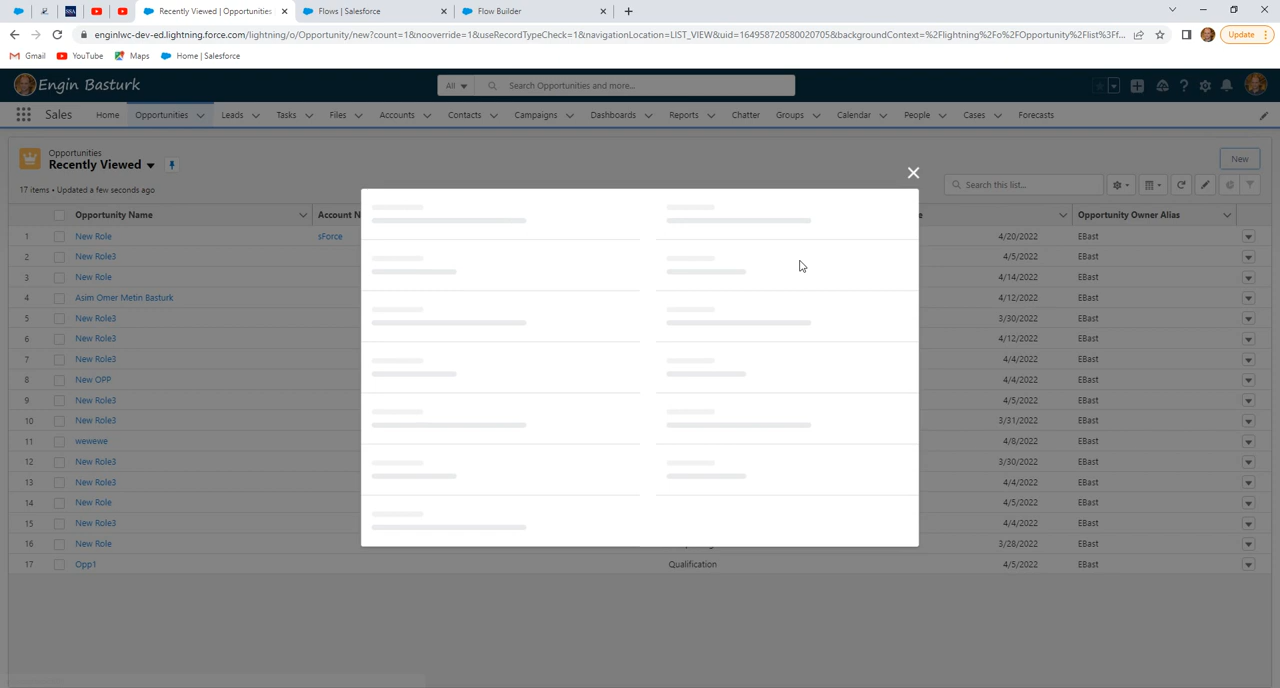 Recently Viewed | Opportunities
Flows | Salesforce
Flow Builder
enginlwc-dev-ed.lightning.force.com/lightning/o/Opportunity/new?count=1&nooverride=1&useRecordTypeCheck=1&navigationLocation=LIST_VIEW&uid=164958720580020705&backgroundContext=%2Flightning%2Fo%2FOpportunity%2Flist%3Ff...
Update
Gmail
YouTube
Maps
Home | Salesforce
Engin Basturk
All
Search Opportunities and more...
Sales
Home
Opportunities
Leads
Tasks
Files
Accounts
Contacts
Campaigns
Dashboards
Reports
Chatter
Groups
Calendar
People
Cases
Forecasts
Opportunities
Recently Viewed
New
17 items • Updated a few seconds ago
Search this list...
Opportunity Name
Account N
Opportunity Owner Alias
1 New Role sForce 4/20/2022 EBast
2 New Role3 4/5/2022 EBast
3 New Role 4/14/2022 EBast
4 Asim Omer Metin Basturk 4/12/2022 EBast
5 New Role3 3/30/2022 EBast
6 New Role3 4/12/2022 EBast
7 New Role3 4/4/2022 EBast
8 New OPP 4/4/2022 EBast
9 New Role3 4/5/2022 EBast
10 New Role3 3/31/2022 EBast
11 wewewe 4/8/2022 EBast
12 New Role3 3/30/2022 EBast
13 New Role3 4/4/2022 EBast
14 New Role 4/5/2022 EBast
15 New Role3 4/4/2022 EBast
16 New Role 3/28/2022 EBast
17 Opp1 Qualification 4/5/2022 EBast